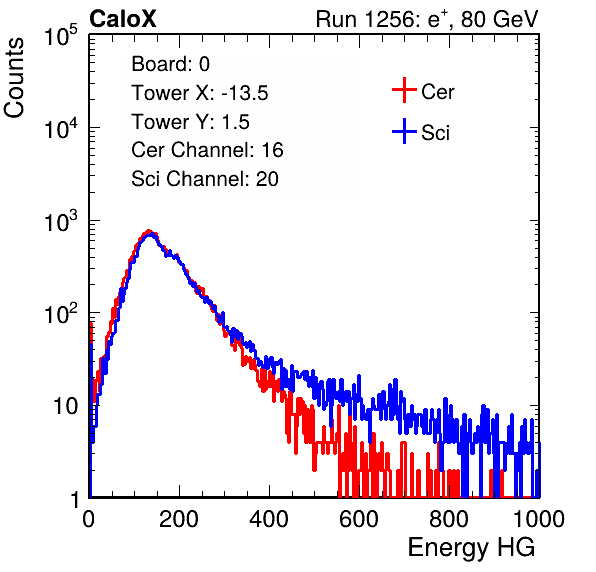 CaloX Run 1256: e⁺, 80 GeV
Counts
Board: 0
Tower X: -13.5
Tower Y: 1.5
Cer Channel: 16
Sci Channel: 20
Cer
Sci
10⁵
10⁴
10³
10²
10
1
0 200 400 600 800 1000
Energy HG